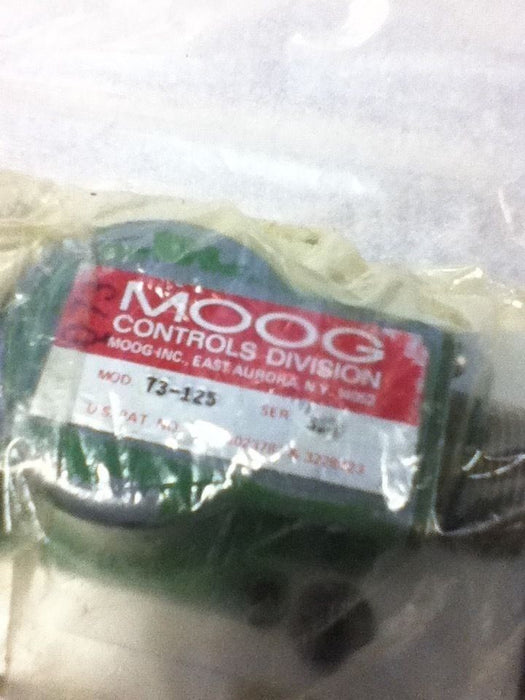 MOOG
CONTROLS DIVISION
MOOG INC., EAST AURORA, N.Y.
MOD 73-125 SER
U.S. PAT NO. &